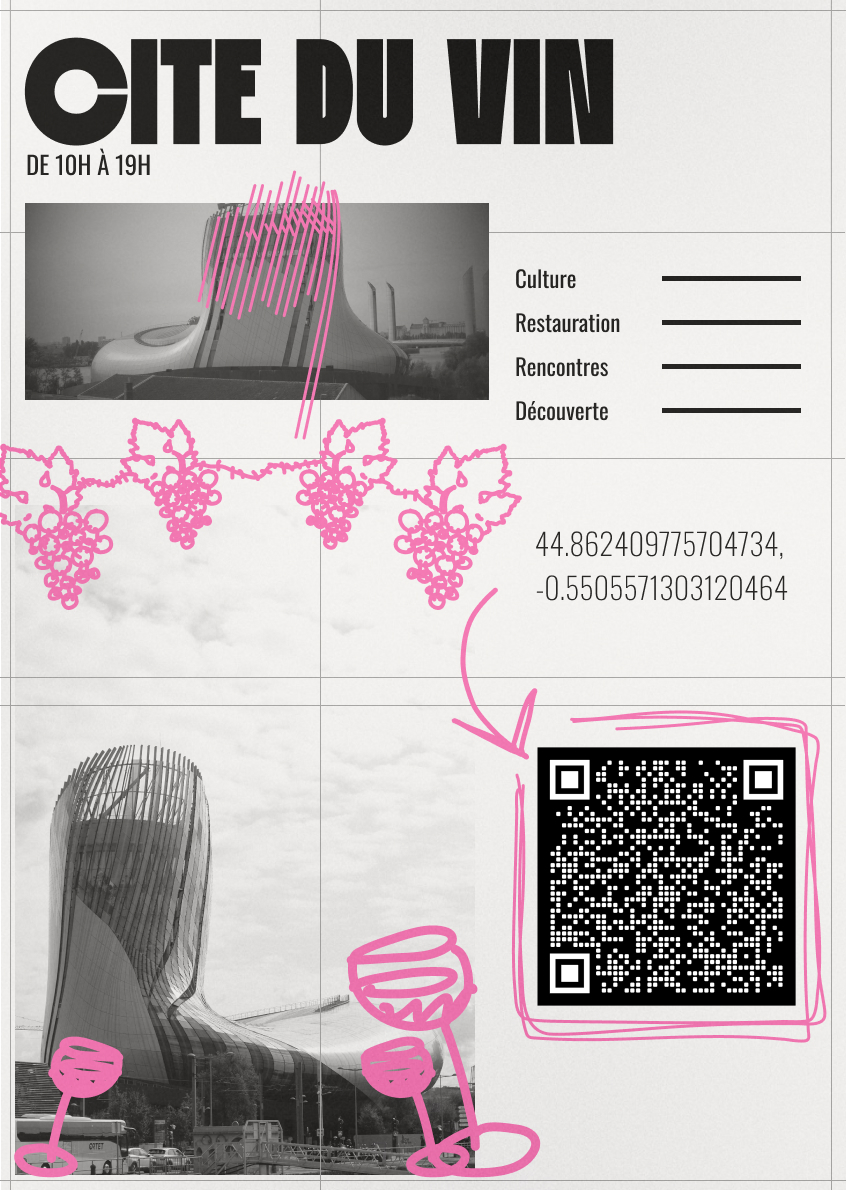 CITE DU VIN
DE 10H À 19H
Culture
Restauration
Rencontres
Découverte
44.862409775704734,
-0.5505571303120464